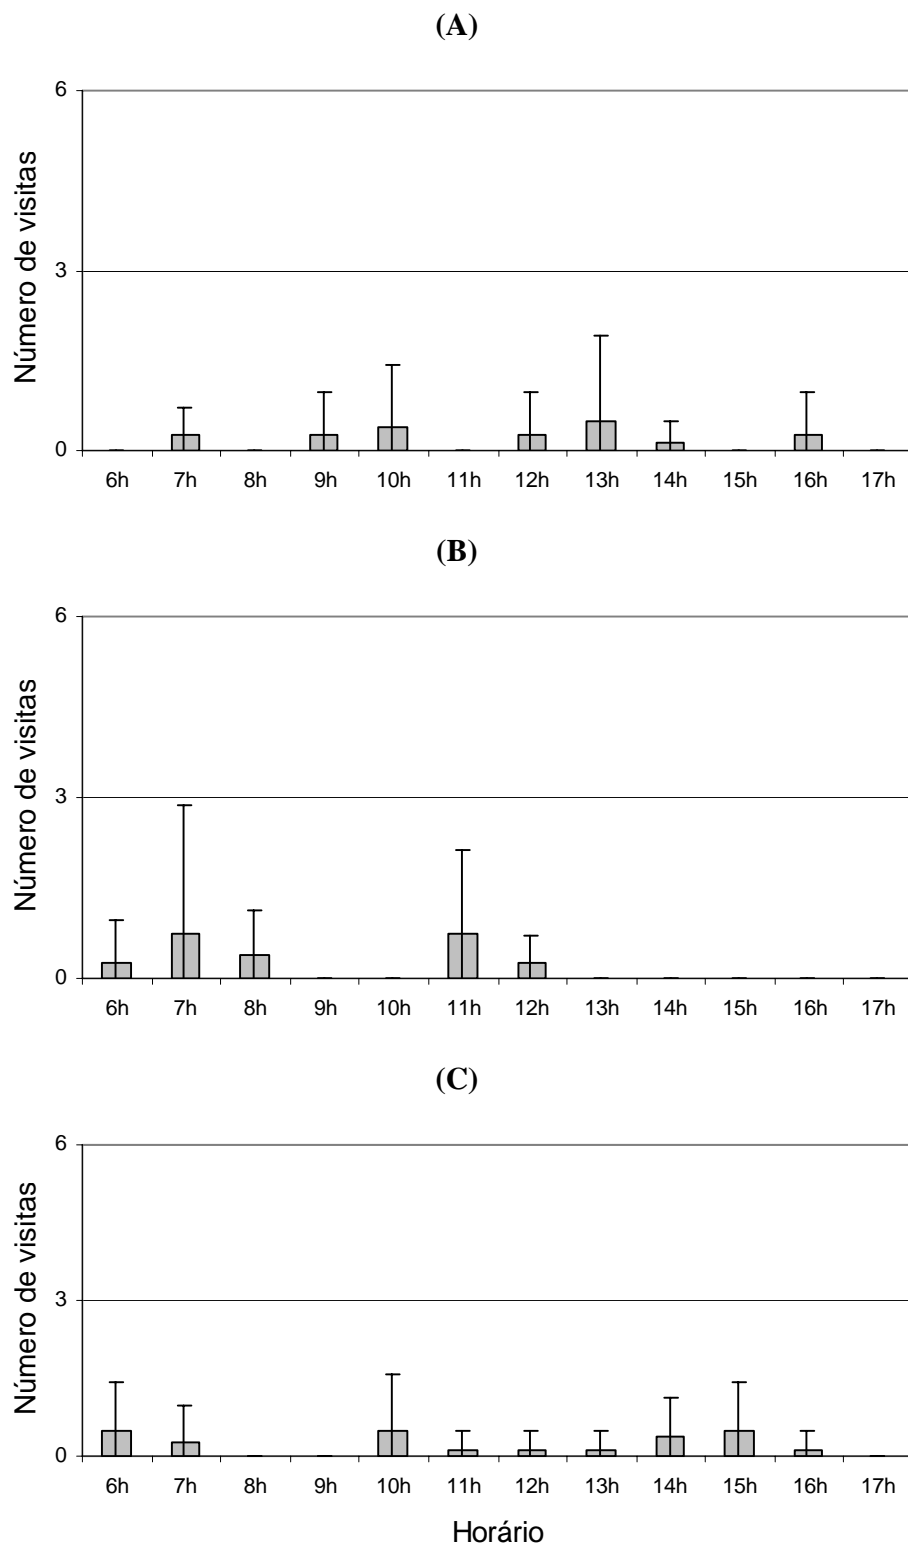 (A)
Número de visitas
6
3
0
6h 7h 8h 9h 10h 11h 12h 13h 14h 15h 16h 17h
(B)
Número de visitas
6
3
0
6h 7h 8h 9h 10h 11h 12h 13h 14h 15h 16h 17h
(C)
Número de visitas
6
3
0
6h 7h 8h 9h 10h 11h 12h 13h 14h 15h 16h 17h
Horário